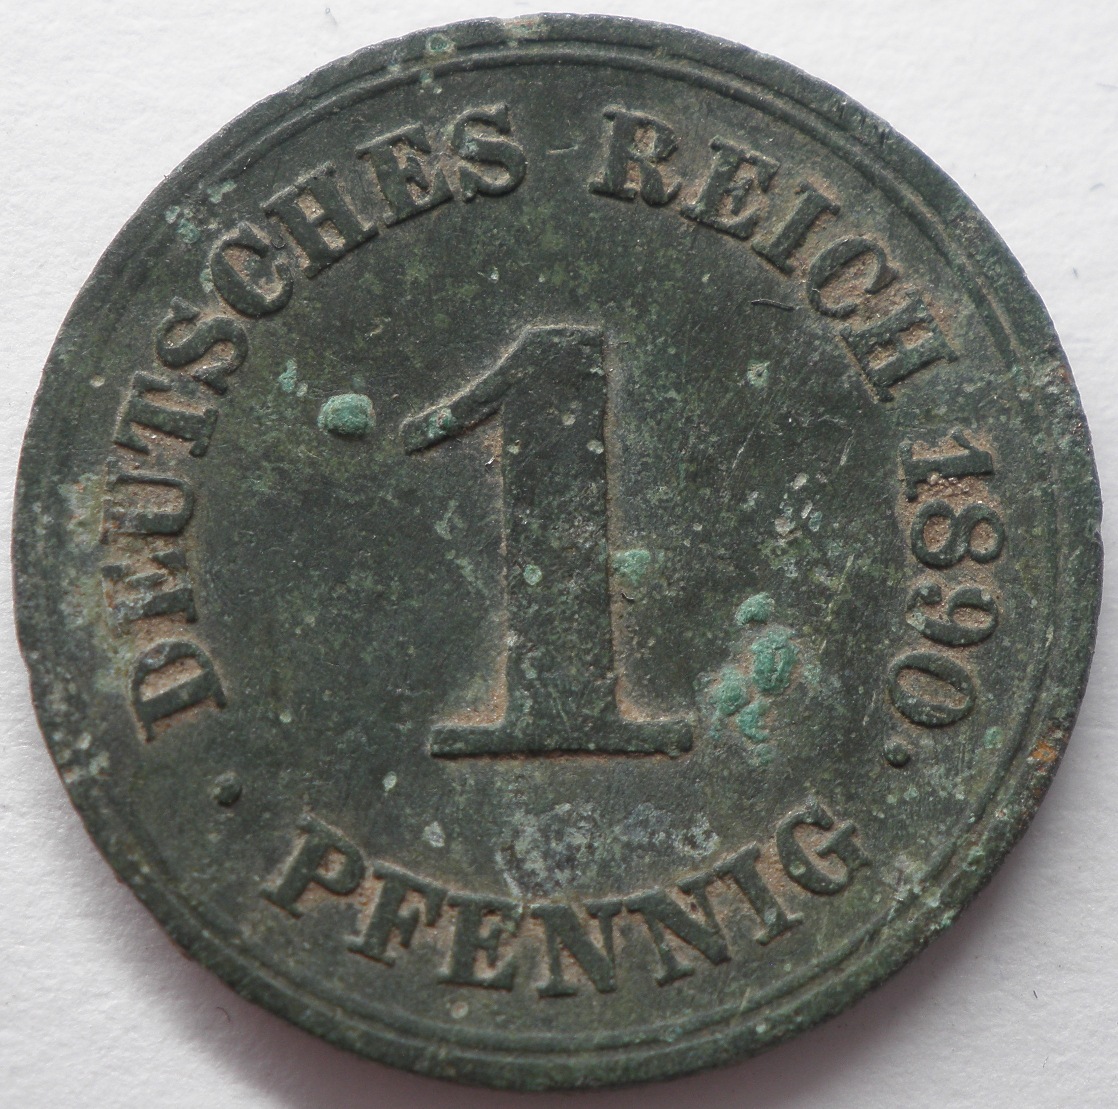 DEUTSCHES REICH 1890.
1
. PFENNIG